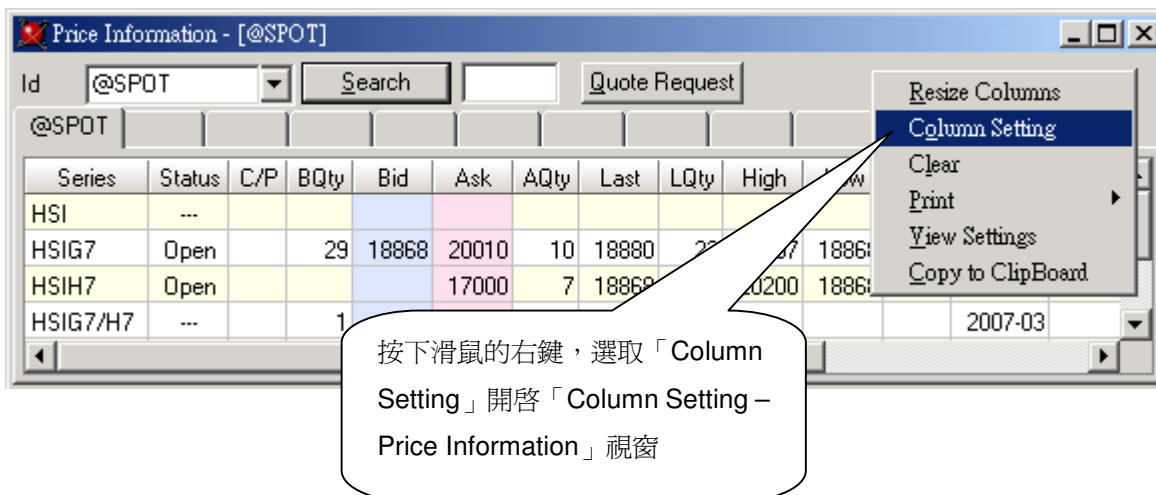 Price Information - [@SPOT]
Id @SPOT Search Quote Request
@SPOT
Series Status C/P BQty Bid Ask AQty Last LQty High
HSI ---
HSIG7 Open 29 18868 20010 10 18880
HSIH7 Open 17000 7 18868 20200
HSIG7/H7 --- 1 2007-03
Resize Columns
Column Setting
Clear
Print
View Settings
Copy to ClipBoard
按下滑鼠的右鍵，選取「Column
Setting」開啓「Column Setting –
Price Information」視窗